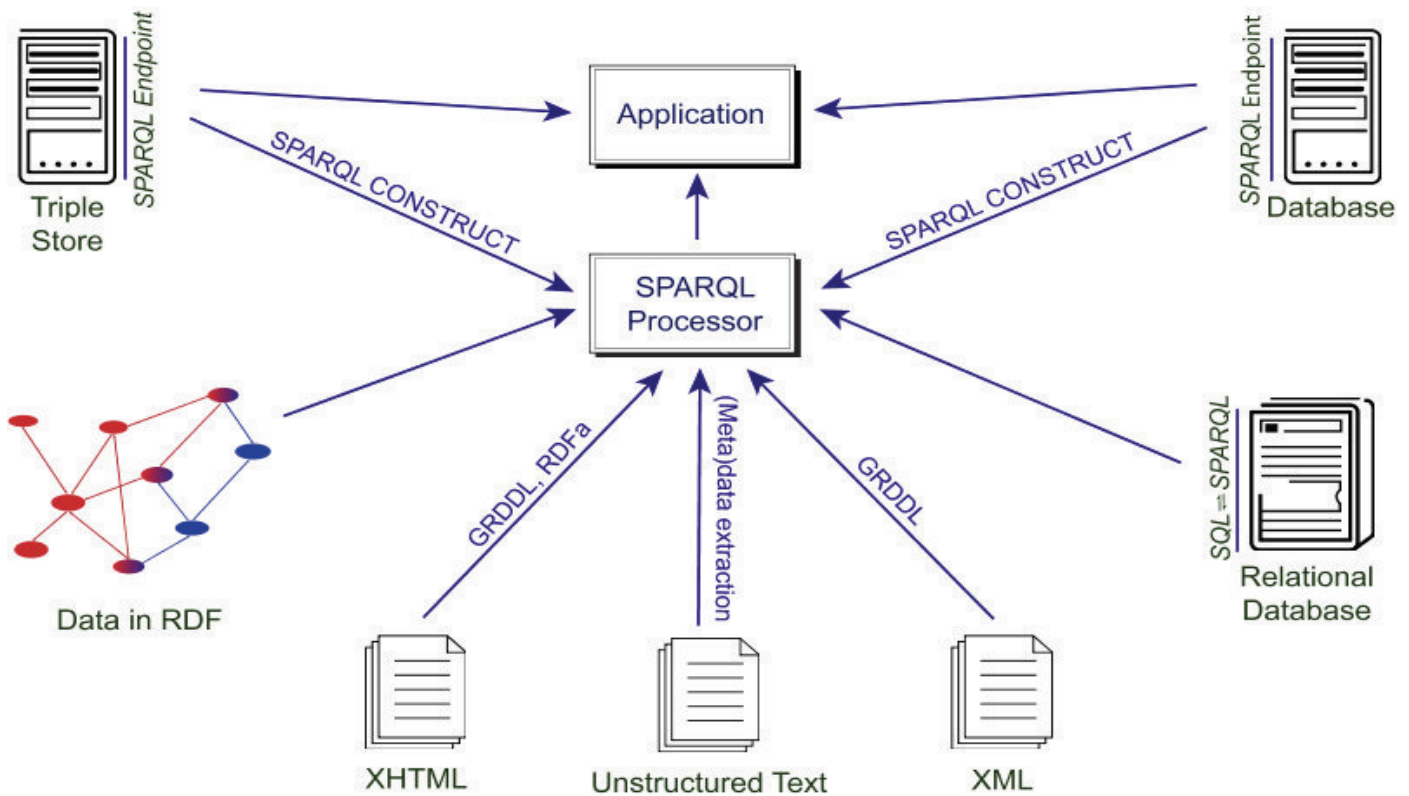 SPARQL Endpoint
Triple
Store
Application
SPARQL Endpoint
Database
SPARQL CONSTRUCT
SPARQL CONSTRUCT
SPARQL
Processor
Data in RDF
GRDDL, RDFa
(Meta)data extraction
GRDDL
SQL⇌SPARQL
Relational
Database
XHTML
Unstructured Text
XML